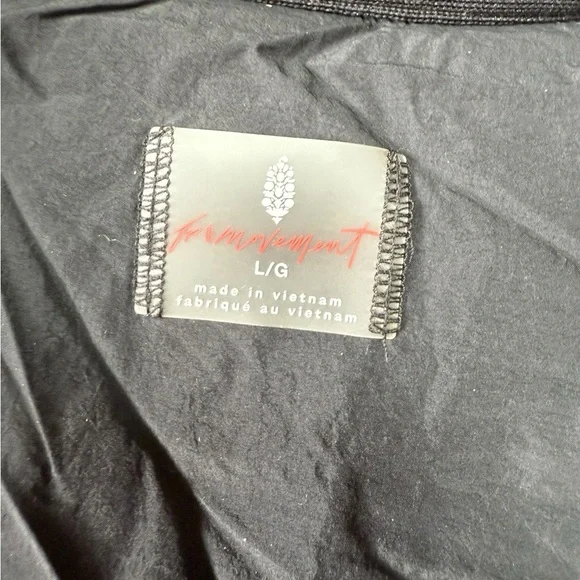 fp movement
L/G
made in vietnam
fabriqué au vietnam